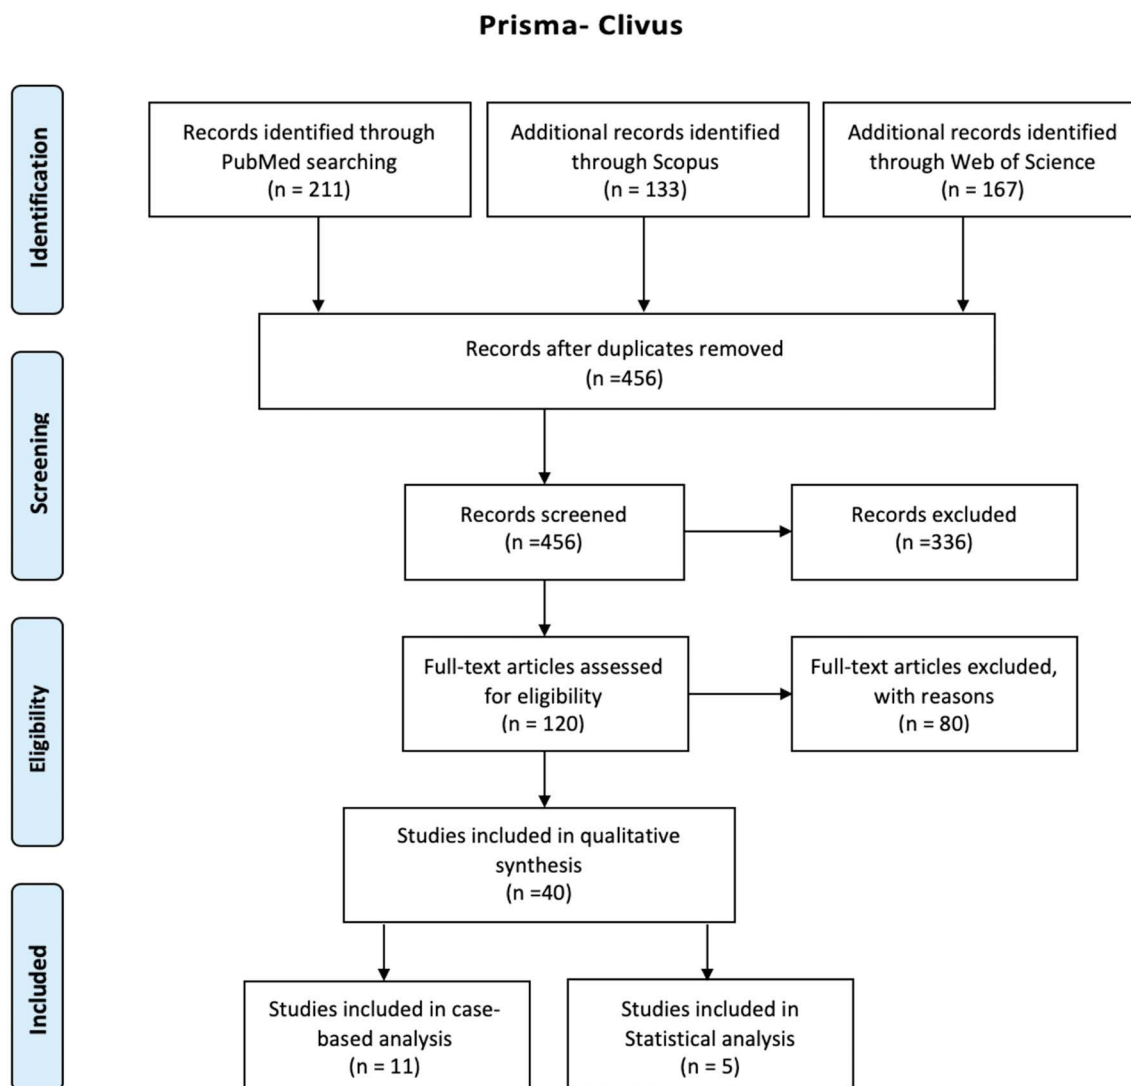 Prisma- Clivus
Identification
Records identified through
PubMed searching
(n = 211)
Additional records identified
through Scopus
(n = 133)
Additional records identified
through Web of Science
(n = 167)
Records after duplicates removed
(n =456)
Screening
Records screened
(n =456)
Records excluded
(n =336)
Eligibility
Full-text articles assessed
for eligibility
(n = 120)
Full-text articles excluded,
with reasons
(n = 80)
Studies included in qualitative
synthesis
(n =40)
Included
Studies included in case-
based analysis
(n = 11)
Studies included in
Statistical analysis
(n = 5)